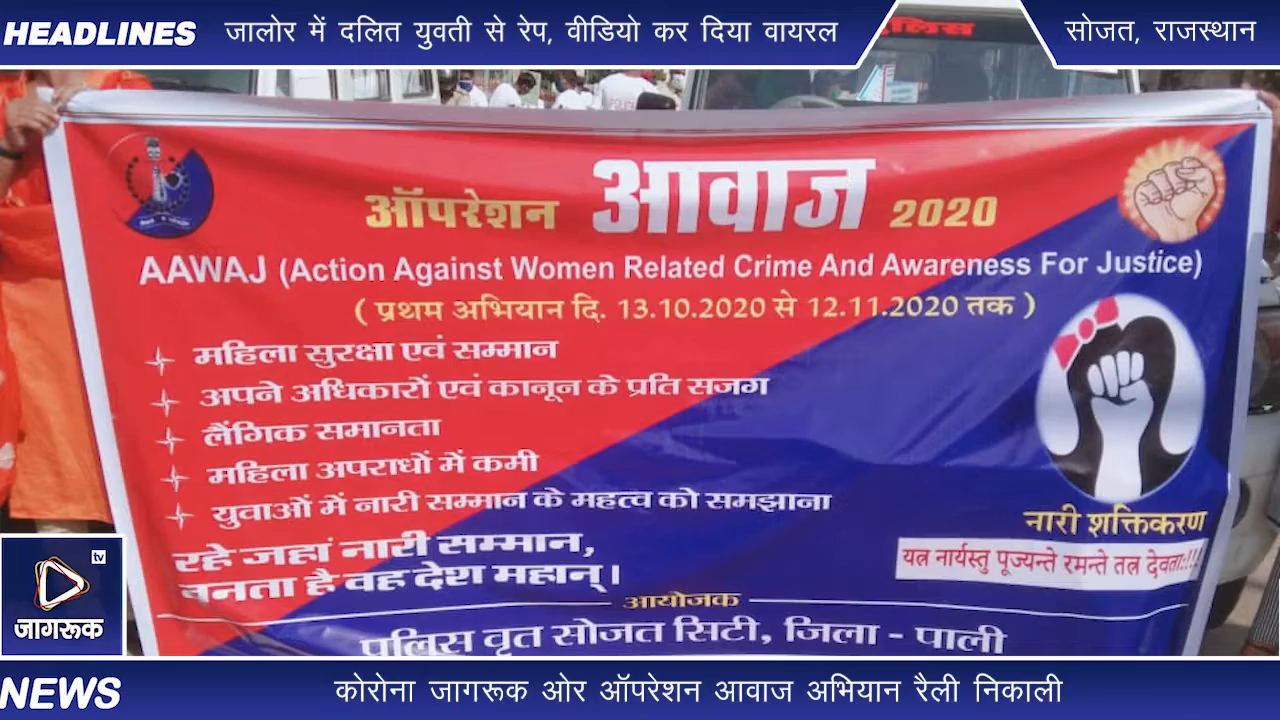 HEADLINES
जालोर में दलित युवती से रेप, वीडियो कर दिया वायरल
सोजत, राजस्थान
ऑपरेशन आवाज 2020
AAWAJ (Action Against Women Related Crime And Awareness For Justice)
( प्रथम अभियान दि. 13.10.2020 से 12.11.2020 तक )
महिला सुरक्षा एवं सम्मान
अपने अधिकारों एवं कानून के प्रति सजग
लैंगिक समानता
महिला अपराधों में कमी
युवाओं में नारी सम्मान के महत्व को समझाना
रहे जहां नारी सम्मान,
बनता है वह देश महान्।
नारी शक्तिकरण
यत्न नार्यस्तु पूज्यन्ते रमन्ते तत्न देवता:!!!
आयोजक
पुलिस वृत सोजत सिटी, जिला - पाली
tv
जागरूक
NEWS
कोरोना जागरूक ओर ऑपरेशन आवाज अभियान रैली निकाली